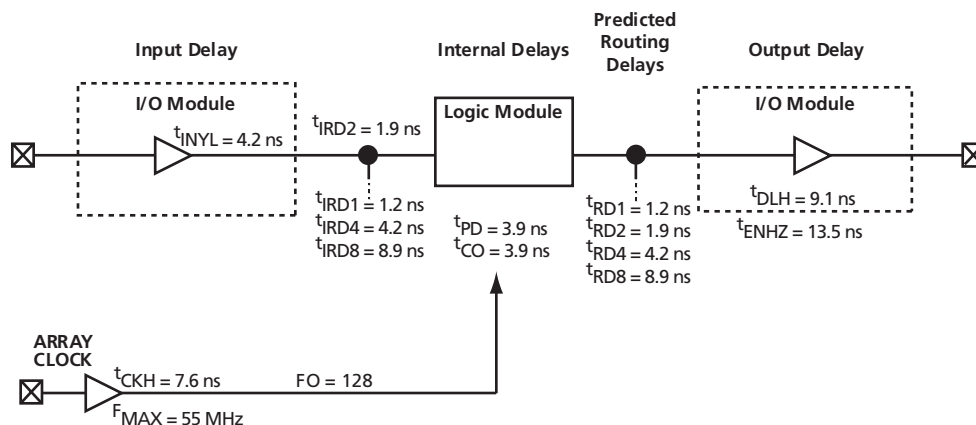 Input Delay
Internal Delays
Predicted
Routing
Delays
Output Delay
I/O Module
tINYL = 4.2 ns
tIRD2 = 1.9 ns
Logic Module
I/O Module
tIRD1 = 1.2 ns
tIRD4 = 4.2 ns
tIRD8 = 8.9 ns
tPD = 3.9 ns
tCO = 3.9 ns
tRD1 = 1.2 ns
tRD2 = 1.9 ns
tRD4 = 4.2 ns
tRD8 = 8.9 ns
tDLH = 9.1 ns
tENHZ = 13.5 ns
ARRAY
CLOCK
tCKH = 7.6 ns
FO = 128
FMAX = 55 MHz